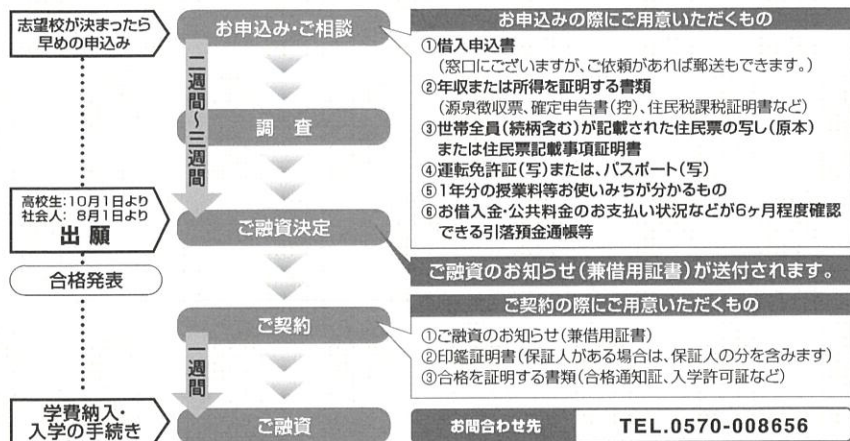 志望校が決まったら
早めの申込み
高校生:10月1日より
社会人: 8月1日より
出 願
合格発表
学費納入・
入学の手続き
お申込み・ご相談
二週間〜三週間
調 査
ご融資決定
ご契約
一週間
ご融資
お申込みの際にご用意いただくもの
①借入申込書
(窓口にございますが、ご依頼があれば郵送もできます。)
②年収または所得を証明する書類
(源泉徴収票、確定申告書(控)、住民税課税証明書など)
③世帯全員(続柄含む)が記載された住民票の写し(原本)
または住民票記載事項証明書
④運転免許証(写)または、パスポート(写)
⑤1年分の授業料等お使いみちが分かるもの
⑥お借入金・公共料金のお支払い状況などが6ヶ月程度確認
できる引落預金通帳等
ご融資のお知らせ(兼借用証書)が送付されます。
ご契約の際にご用意いただくもの
①ご融資のお知らせ(兼借用証書)
②印鑑証明書(保証人がある場合は、保証人の分を含みます)
③合格を証明する書類(合格通知証、入学許可証など)
お問合わせ先 TEL.0570-008656